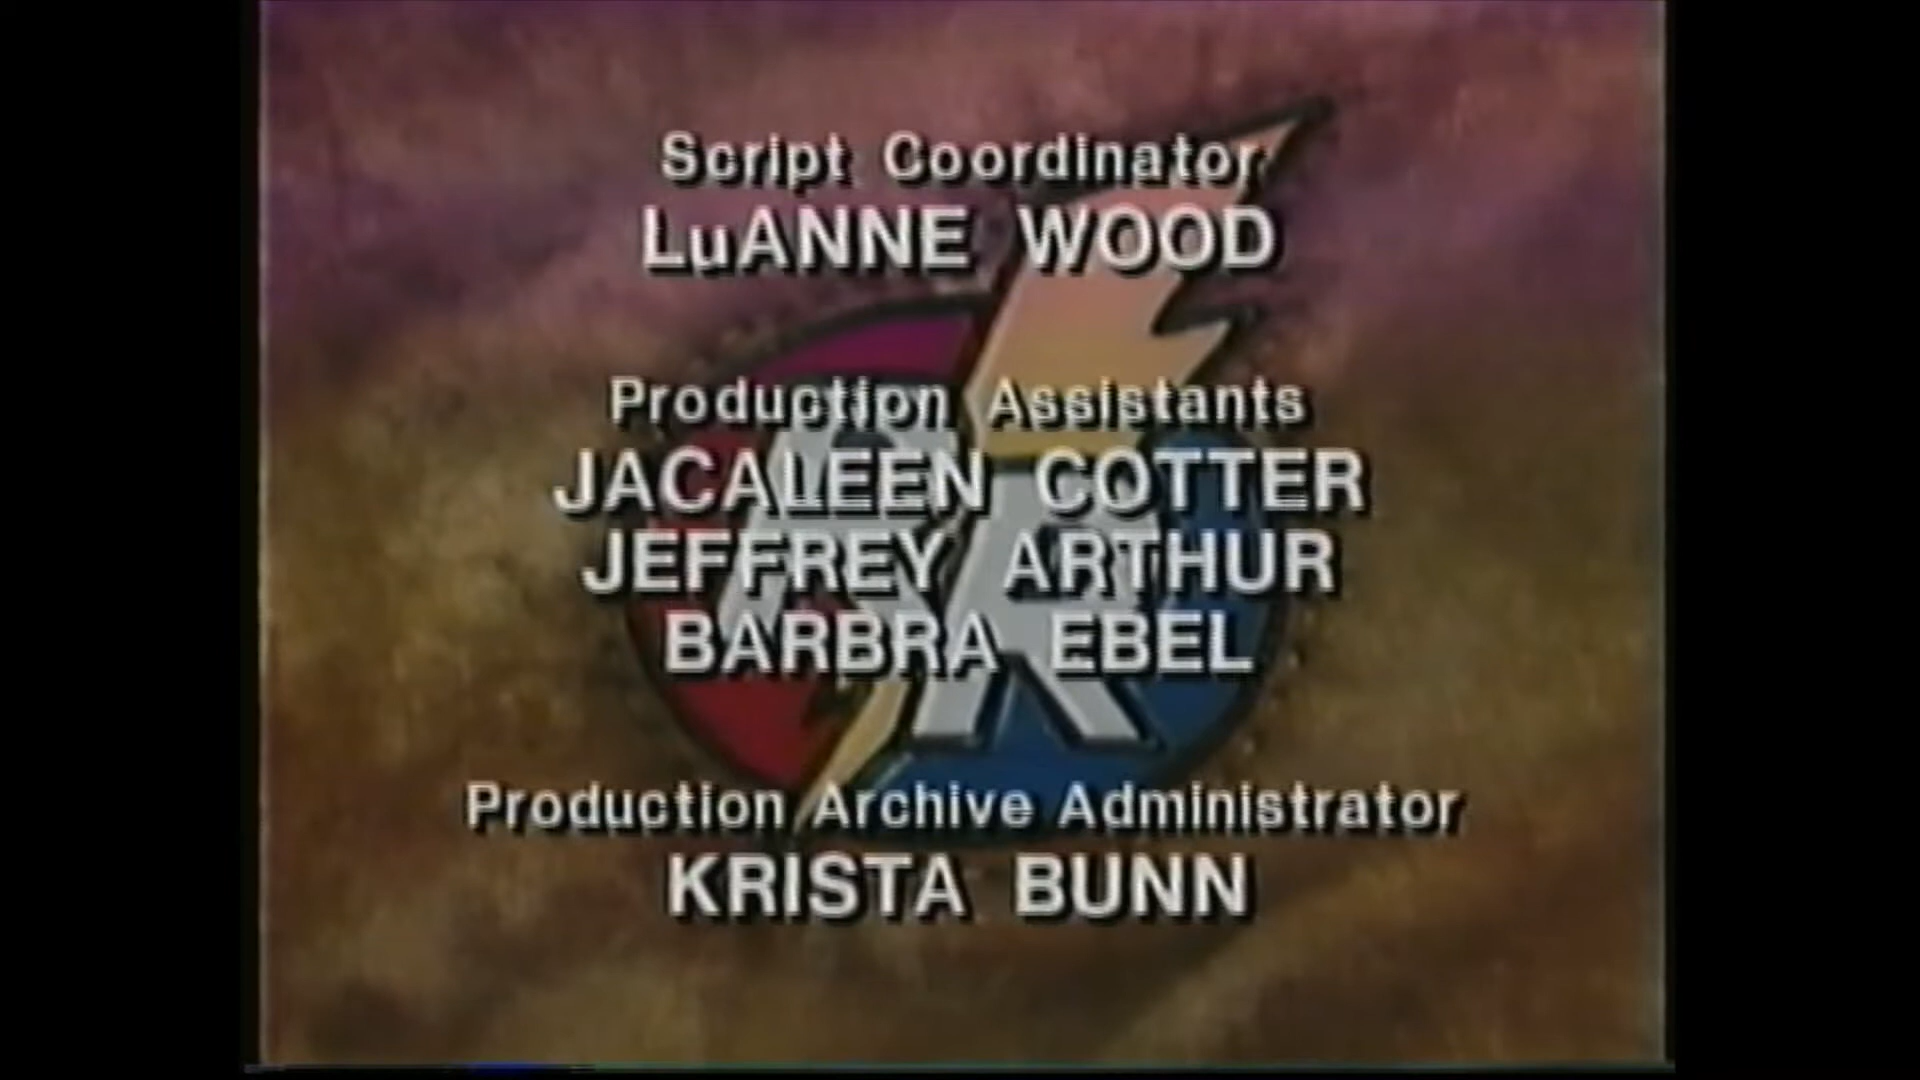 Script Coordinator
LuANNE WOOD
Production Assistants
JACALEEN COTTER
JEFFREY ARTHUR
BARBRA EBEL
Production Archive Administrator
KRISTA BUNN